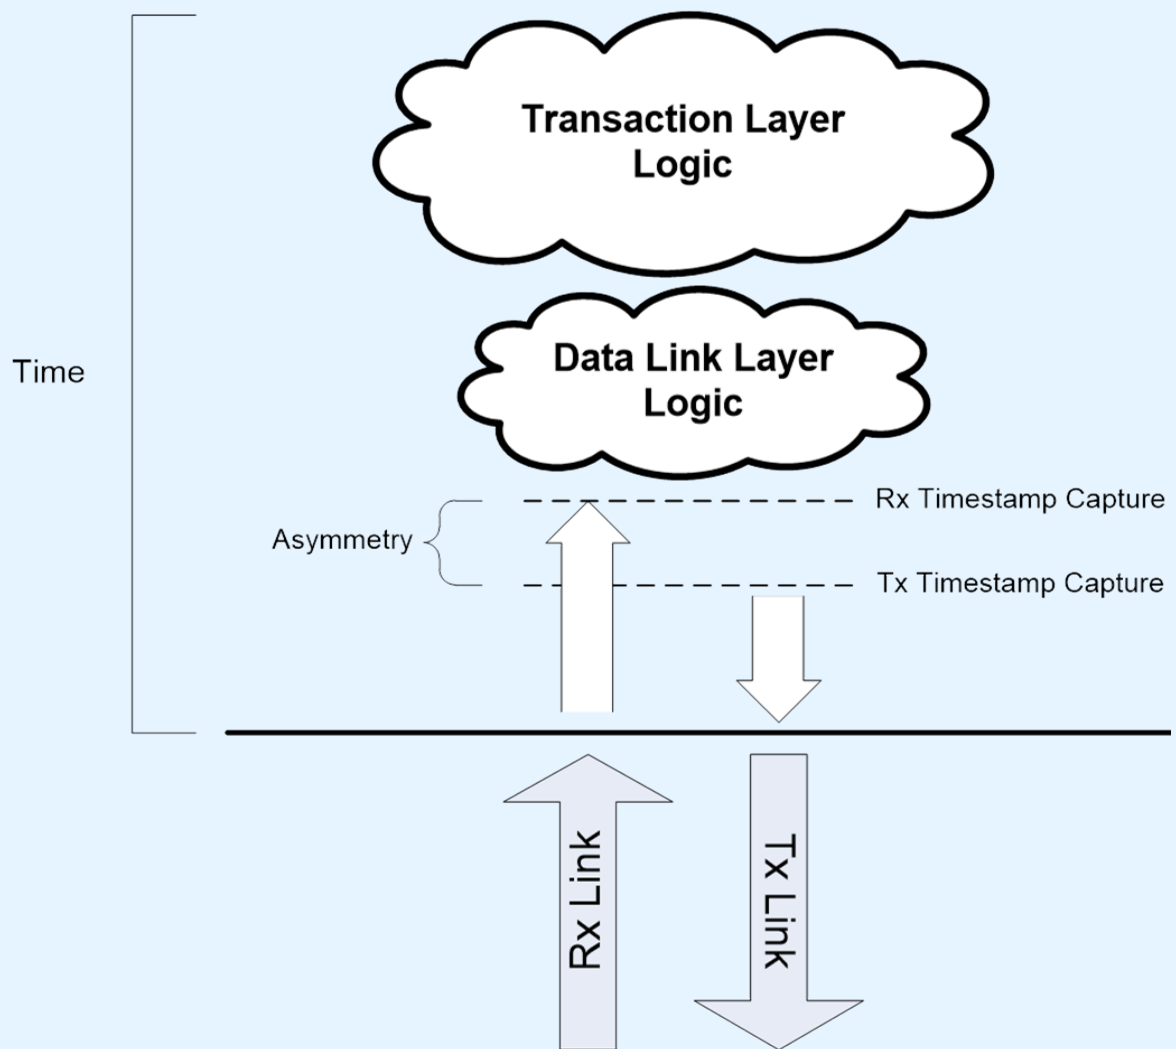 Transaction Layer
Logic
Data Link Layer
Logic
Time
Rx Timestamp Capture
Asymmetry
Tx Timestamp Capture
Rx Link
Tx Link